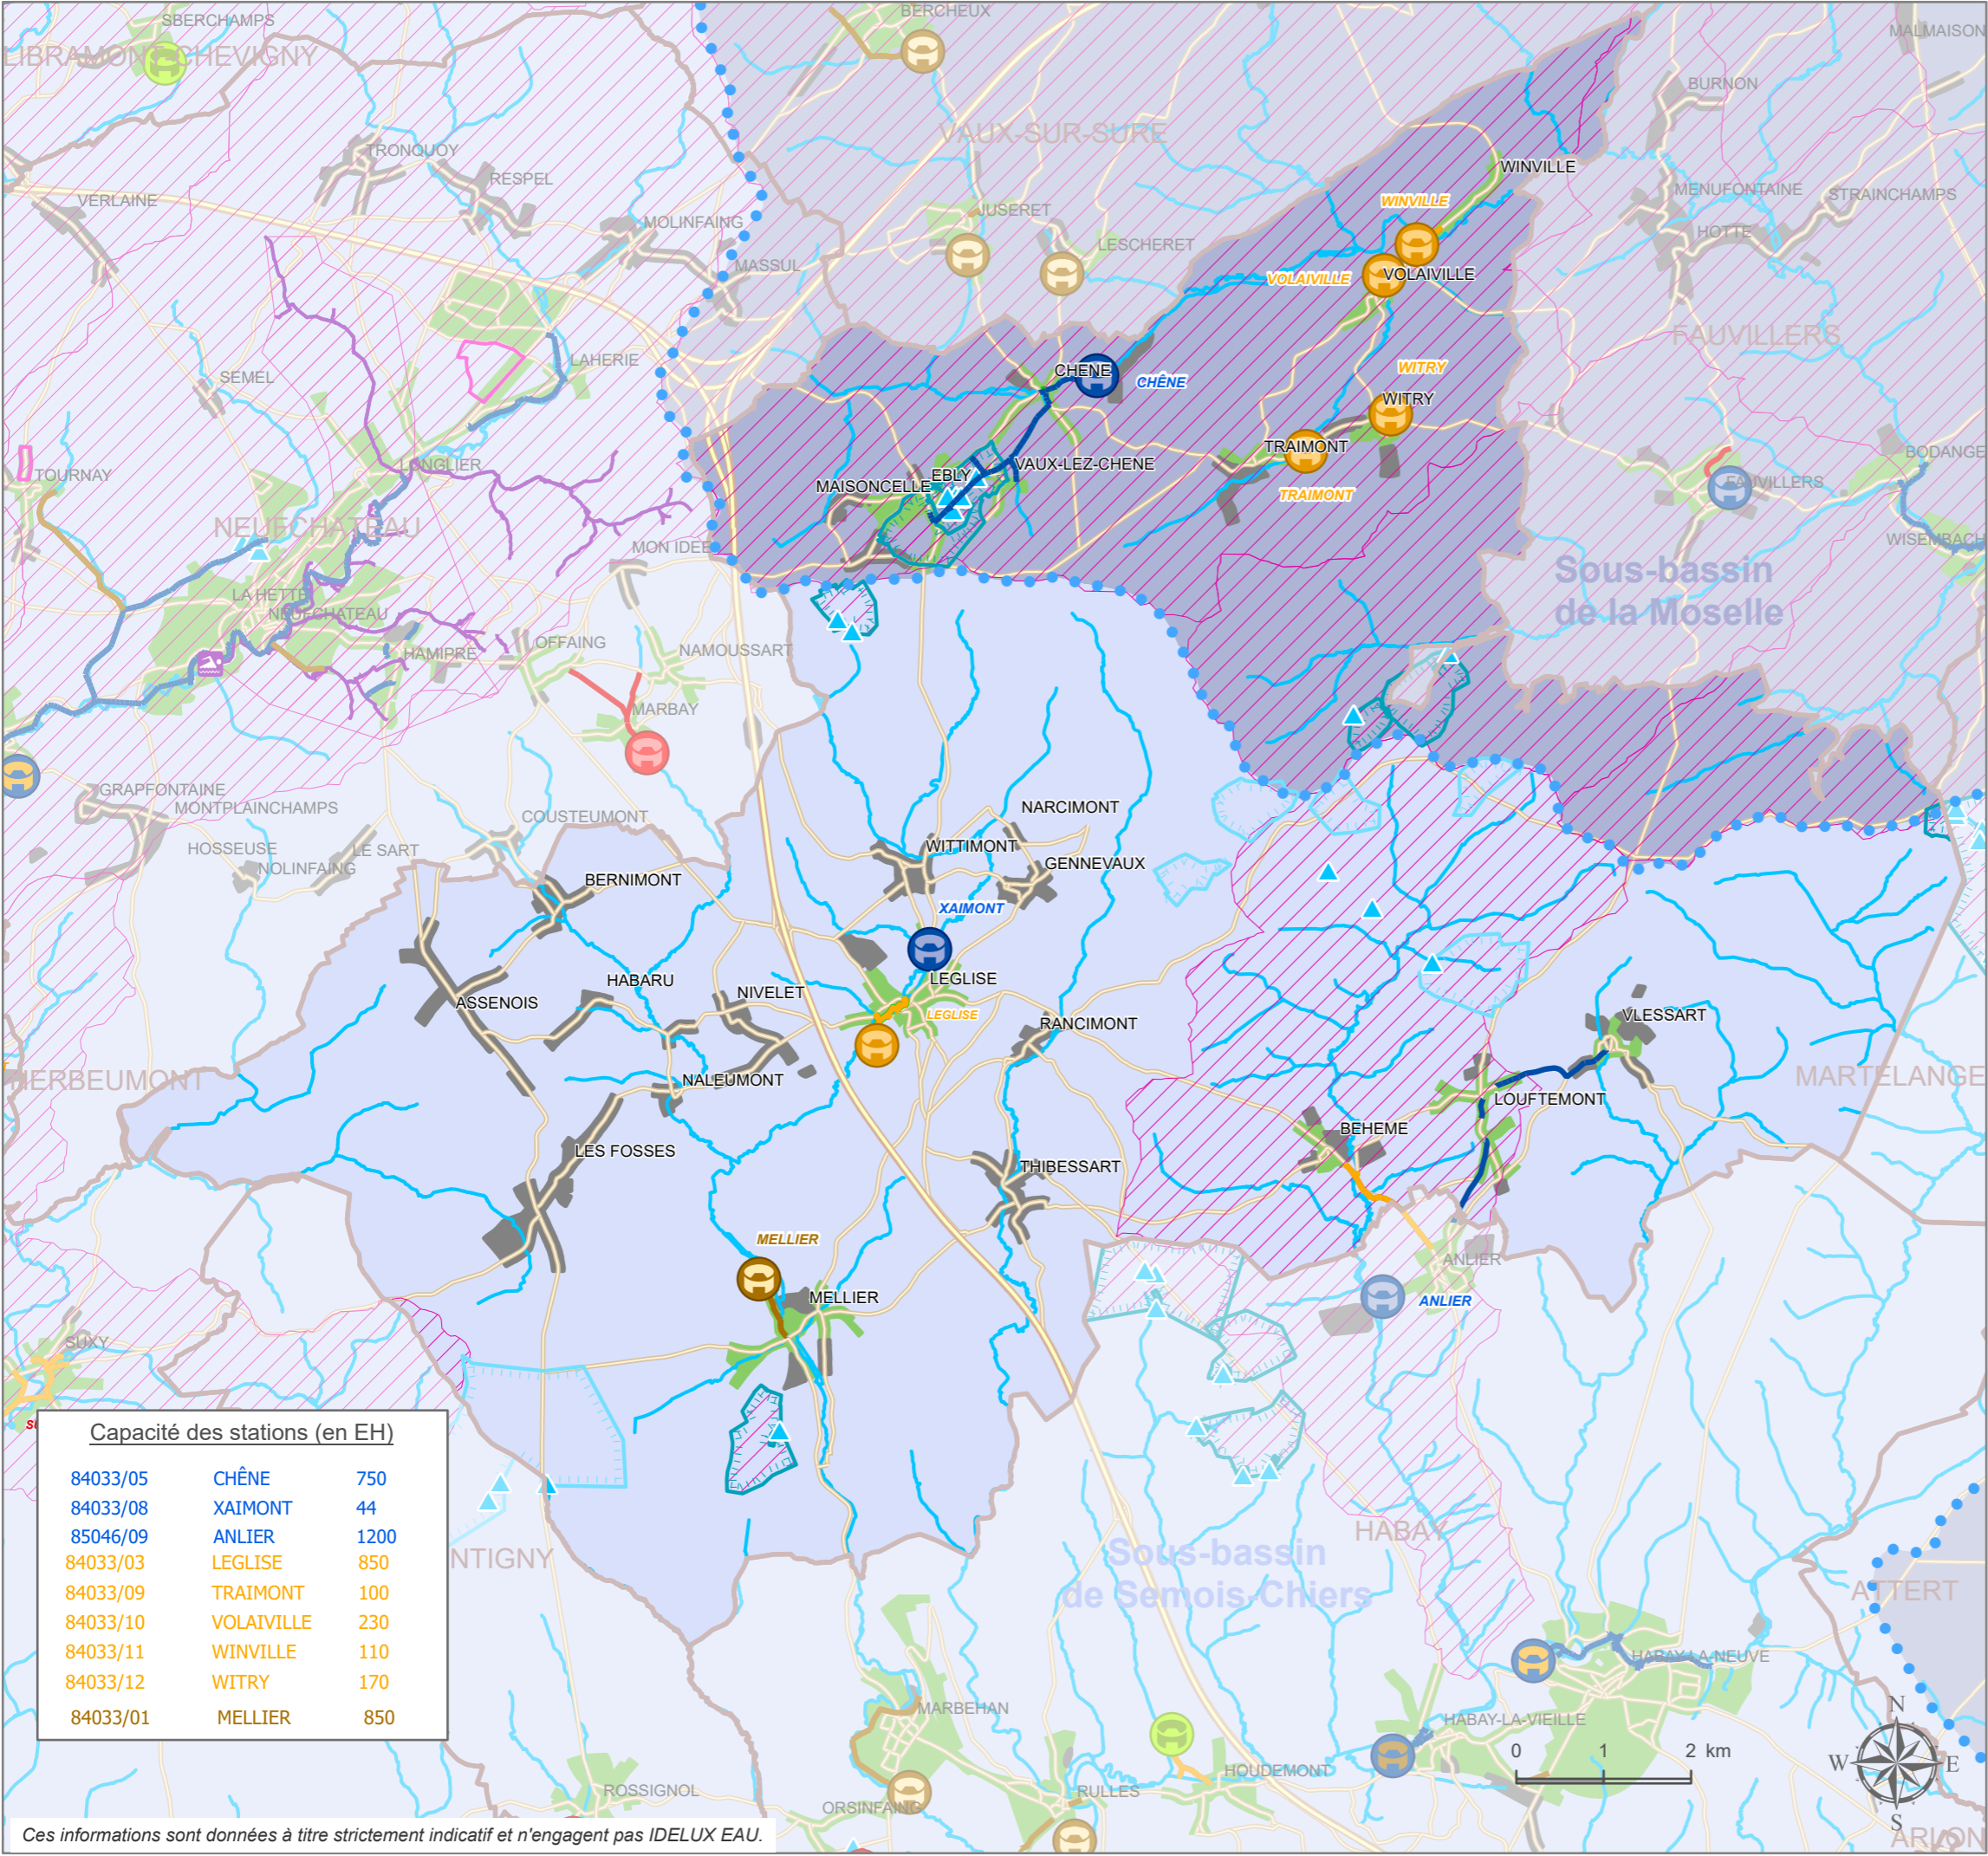 SBERCHAMPS
BERCHEUX
MALMAISON
LIBRAMONT-CHEVIGNY
BURNON
VAUX-SUR-SURE
TRONQUOY
WINVILLE
RESPEL
MENUFONTAINE
STRAINCHAMPS
VERLAINE
WINVILLE
JUSERET
MOLINFAING
HOTTE
LESCHERET
MASSUL
VOLAIVILLE
VOLAIVILLE
FAUVILLERS
LAHERIE
SEMEL
CHENE
CHÊNE
WITRY
WITRY
TRAIMONT
BODANGE
TOURNAY
LONGLIER
VAUX-LEZ-CHENE
EBLY
MAISONCELLE
TRAIMONT
FAUVILLERS
NEUFCHATEAU
WISEMBACH
MON IDEE
Sous-bassin
de la Moselle
LA HETTE
NEUFCHATEAU
HAMIPRE
OFFAING
NAMOUSSART
MARBAY
GRAPFONTAINE
MONTPLAINCHAMPS
COUSTEUMONT
NARCIMONT
HOSSEUSE
LE SART
NOLINFAING
WITTIMONT
GENNEVAUX
BERNIMONT
XAIMONT
HABARU
LEGLISE
NIVELET
ASSENOIS
LEGLISE
RANCIMONT
VLESSART
HERBEUMONT
NALEUMONT
MARTELANGE
LOUFTEMONT
BEHEME
LES FOSSES
THIBESSART
MELLIER
ANLIER
MELLIER
ANLIER
SUXY
Capacité des stations (en EH)
84033/05 CHÊNE 750
84033/08 XAIMONT 44
85046/09 ANLIER 1200
84033/03 LEGLISE 850
84033/09 TRAIMONT 100
84033/10 VOLAIVILLE 230
84033/11 WINVILLE 110
84033/12 WITRY 170
84033/01 MELLIER 850
NTIGNY
HABAY
Sous-bassin
de Semois-Chiers
ATTERT
HABAY-LA-NEUVE
MARBEHAN
HABAY-LA-VIEILLE
N
W E
S
0 1 2 km
HOUDEMONT
ROSSIGNOL
RULLES
ORSINFAING
Ces informations sont données à titre strictement indicatif et n'engagent pas IDELUX EAU.
ARLON